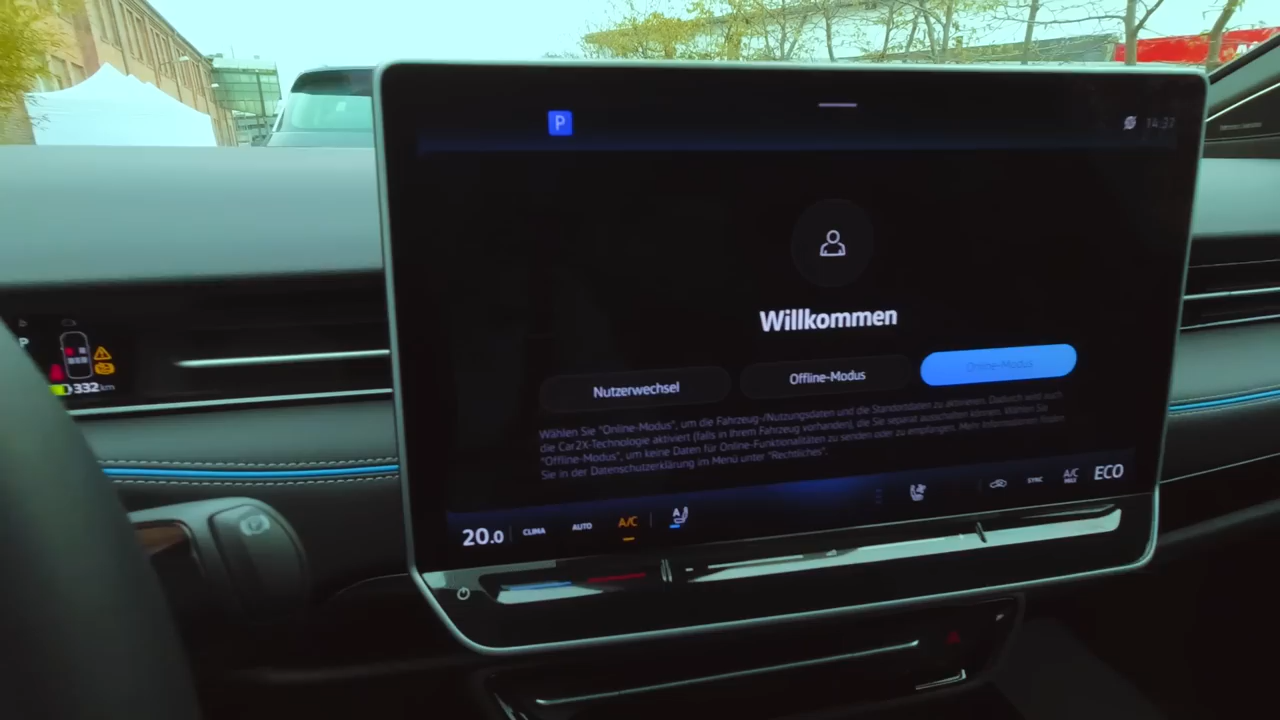 P
14:37
Willkommen
Nutzerwechsel
Offline-Modus
Online-Modus
Wählen Sie "Online-Modus", um die Fahrzeug-/Nutzungsdaten und die Standortdaten zu aktivieren. Dadurch wird auch
die Car2X-Technologie aktiviert (falls in Ihrem Fahrzeug vorhanden), die Sie separat ausschalten können. Wählen Sie
"Offline-Modus", um keine Daten für Online-Funktionalitäten zu senden oder zu empfangen. Mehr Informationen finden
Sie in der Datenschutzerklärung im Menü unter "Rechtliches".
P
332 km
20.0
CLIMA
AUTO
A/C
A
SYNC
A/C
MAX
ECO
P